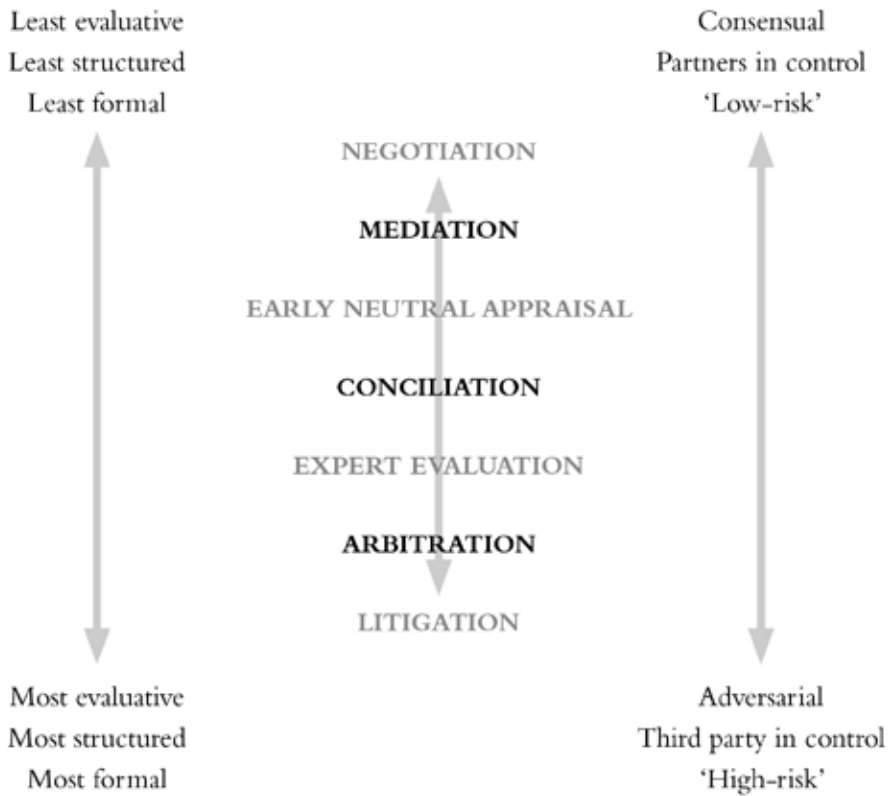 Least evaluative
Least structured
Least formal
Consensual
Partners in control
‘Low-risk’
NEGOTIATION
MEDIATION
EARLY NEUTRAL APPRAISAL
CONCILIATION
EXPERT EVALUATION
ARBITRATION
LITIGATION
Most evaluative
Most structured
Most formal
Adversarial
Third party in control
‘High-risk’